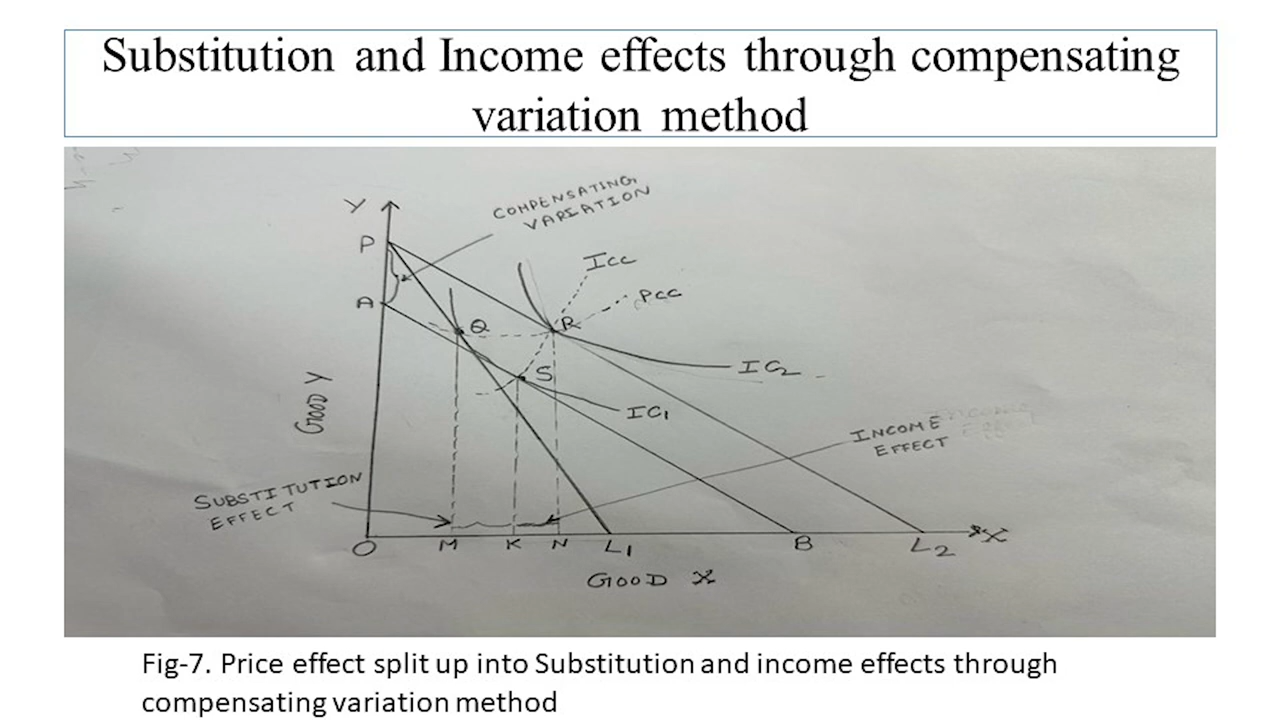 Substitution and Income effects through compensating
variation method
COMPENSATING
VARIATION
Y
P
ICC
PCC
A
Q
R
S
IC2
IC1
GOOD Y
INCOME
EFFECT
SUBSTITUTION
EFFECT
O
M
K
N
L1
B
L2
X
GOOD X
Fig-7. Price effect split up into Substitution and income effects through
compensating variation method